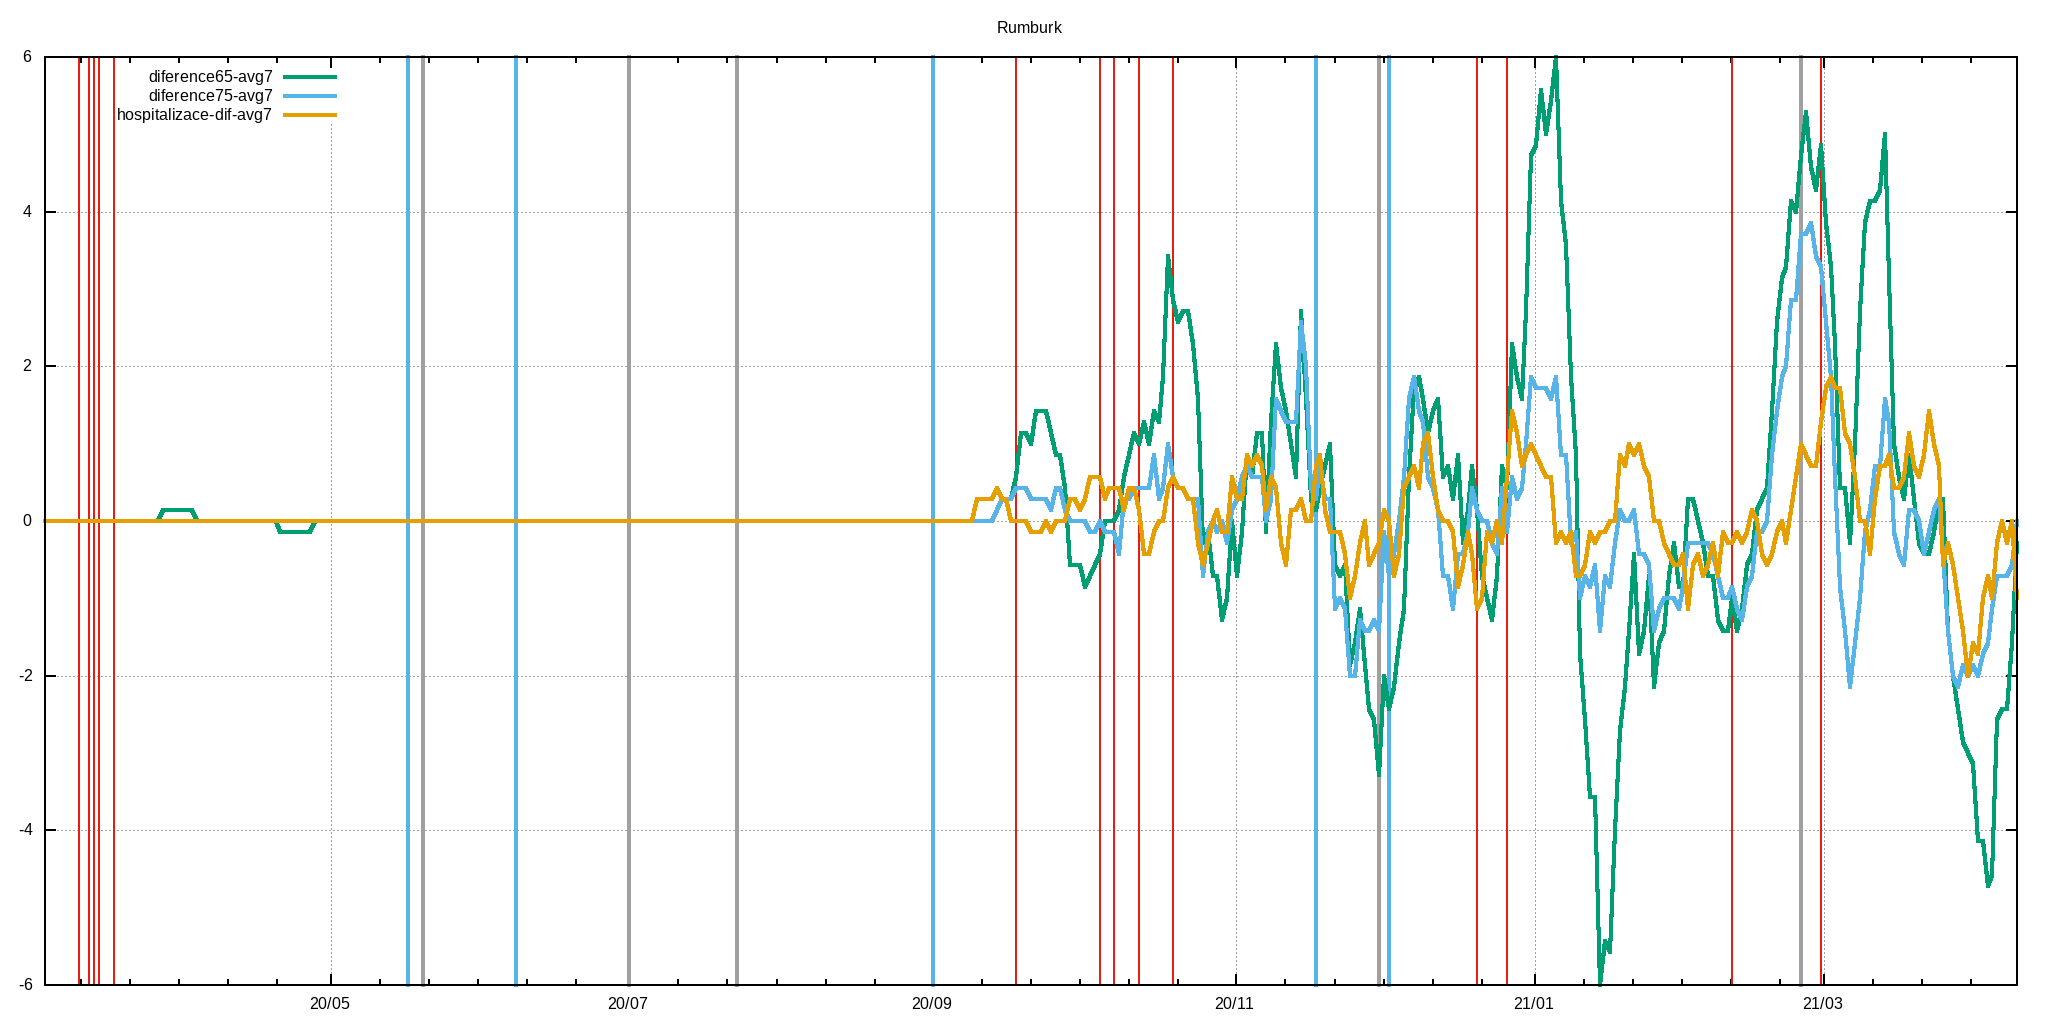 Rumburk
diference65-avg7
diference75-avg7
hospitalizace-dif-avg7
6
4
2
0
-2
-4
-6
20/05 20/07 20/09 20/11 21/01 21/03